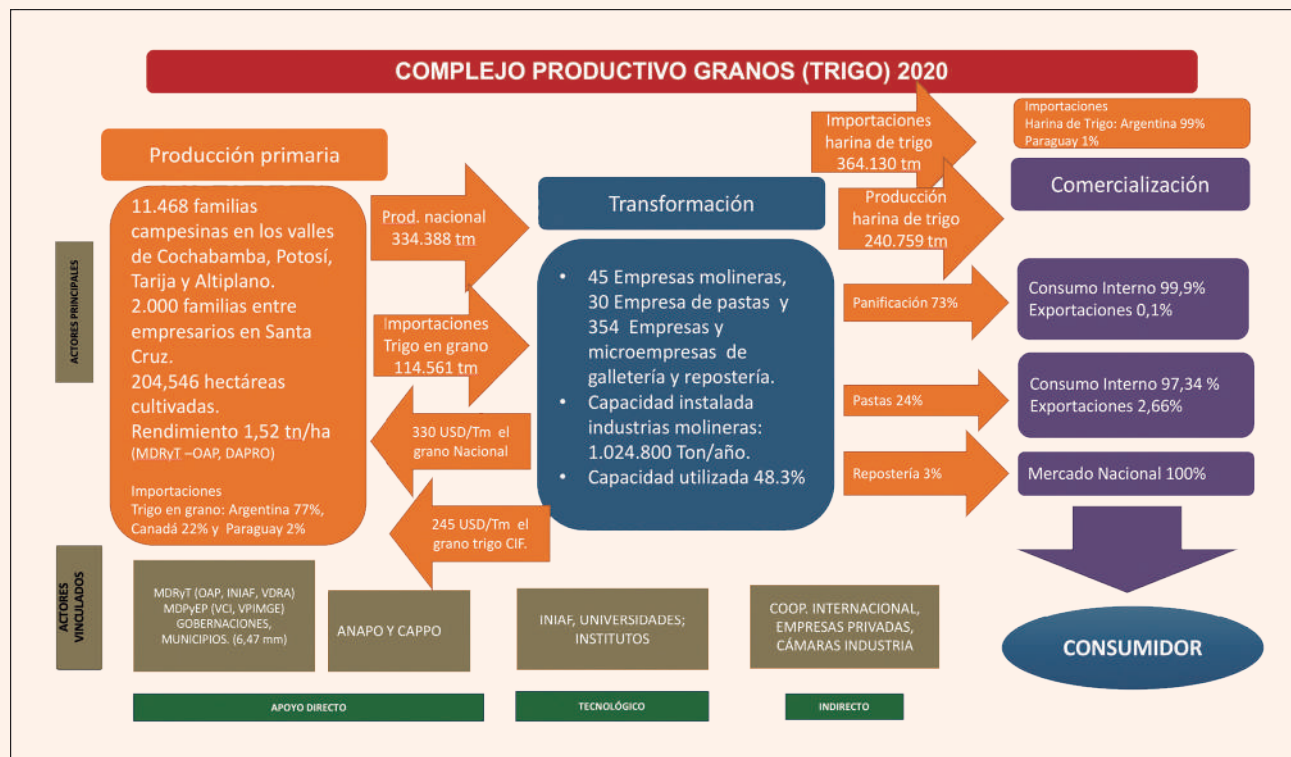 COMPLEJO PRODUCTIVO GRANOS (TRIGO) 2020
Producción primaria
11.468 familias
campesinas en los valles
de Cochabamba, Potosí,
Tarija y Altiplano.
2.000 familias entre
empresarios en Santa
Cruz.
204,546 hectáreas
cultivadas.
Rendimiento 1,52 tn/ha
(MDRyT –OAP, DAPRO)
Importaciones
Trigo en grano: Argentina 77%,
Canadá 22% y Paraguay 2%
Prod. nacional
334.388 tm
Importaciones
Trigo en grano
114.561 tm
330 USD/Tm el
grano Nacional
245 USD/Tm el
grano trigo CIF.
Transformación
• 45 Empresas molineras,
30 Empresa de pastas y
354 Empresas y
microempresas de
galletería y repostería.
• Capacidad instalada
industrias molineras:
1.024.800 Ton/año.
• Capacidad utilizada 48.3%
Importaciones
harina de trigo
364.130 tm
Producción
harina de trigo
240.759 tm
Panificación 73%
Pastas 24%
Repostería 3%
Importaciones
Harina de Trigo: Argentina 99%
Paraguay 1%
Comercialización
Consumo Interno 99,9%
Exportaciones 0,1%
Consumo Interno 97,34 %
Exportaciones 2,66%
Mercado Nacional 100%
CONSUMIDOR
ACTORES PRINCIPALES
ACTORES
VINCULADOS
MDRyT (OAP, INIAF, VDRA)
MDPyEP (VCI, VPIMGE)
GOBERNACIONES,
MUNICIPIOS. (6,47 mm)
ANAPO Y CAPPO
INIAF, UNIVERSIDADES;
INSTITUTOS
COOP. INTERNACIONAL,
EMPRESAS PRIVADAS,
CÁMARAS INDUSTRIA
APOYO DIRECTO
TECNOLÓGICO
INDIRECTO